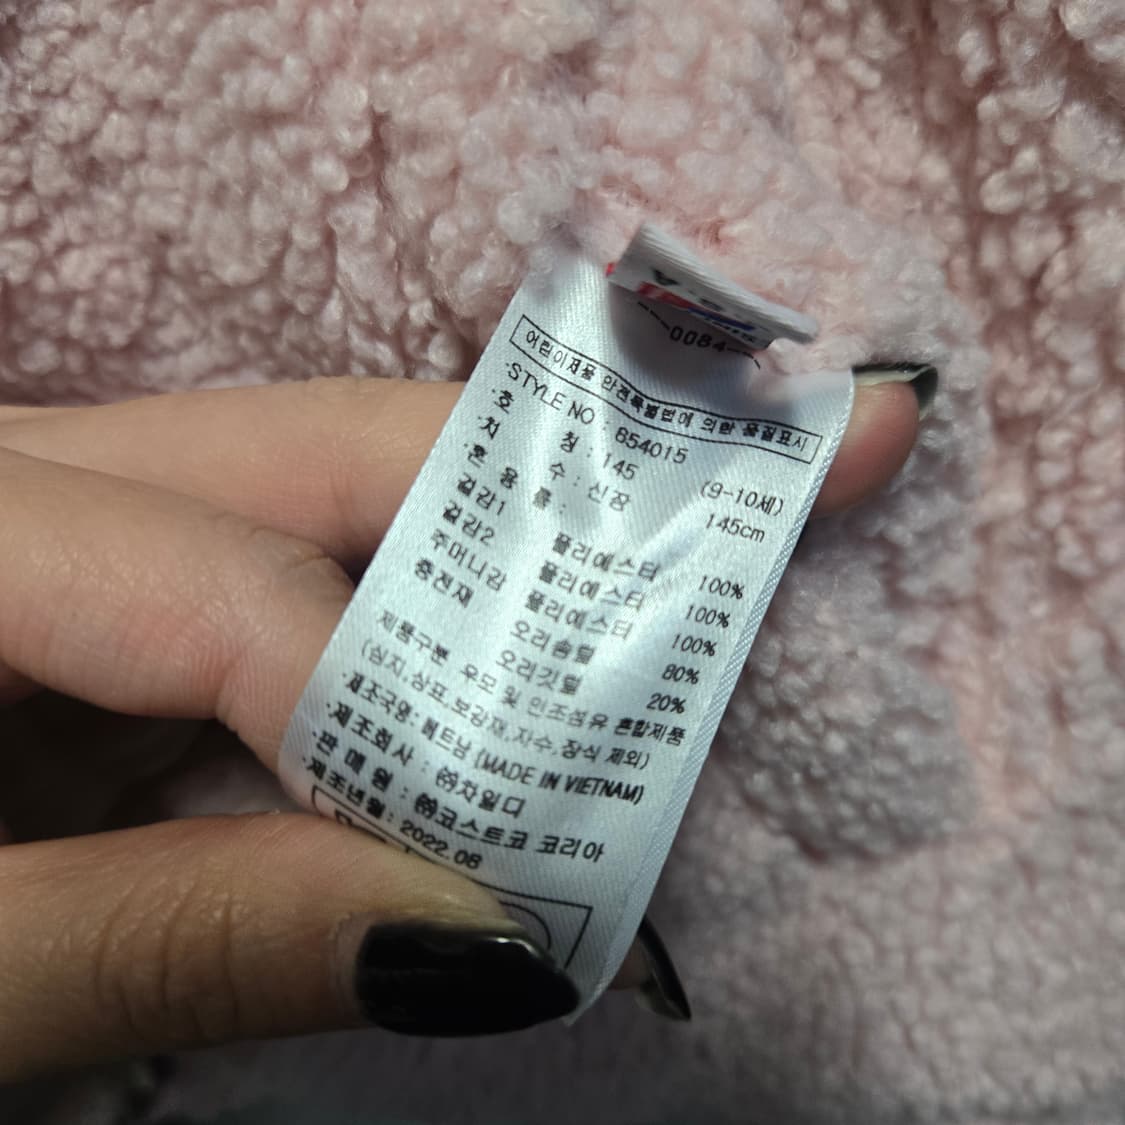 0084
어린이제품 안전특별법에 의한 품질표시
·STYLE NO : 654015
·호 칭 : 145 (9-10세)
·치 수 : 신장 145cm
·혼 용 률 :
겉감1 폴리에스터 100%
겉감2 폴리에스터 100%
주머니감 폴리에스터 100%
충전재 오리솜털 80%
오리깃털 20%
제품구분 우모 및 인조섬유 혼합제품
(심지,상표,보강재,자수,장식 제외)
·제조국명: 베트남 (MADE IN VIETNAM)
·제조회사 : ㈜차일디
·판 매 원 : ㈜코스트코 코리아
·제조년월 : 2022.08